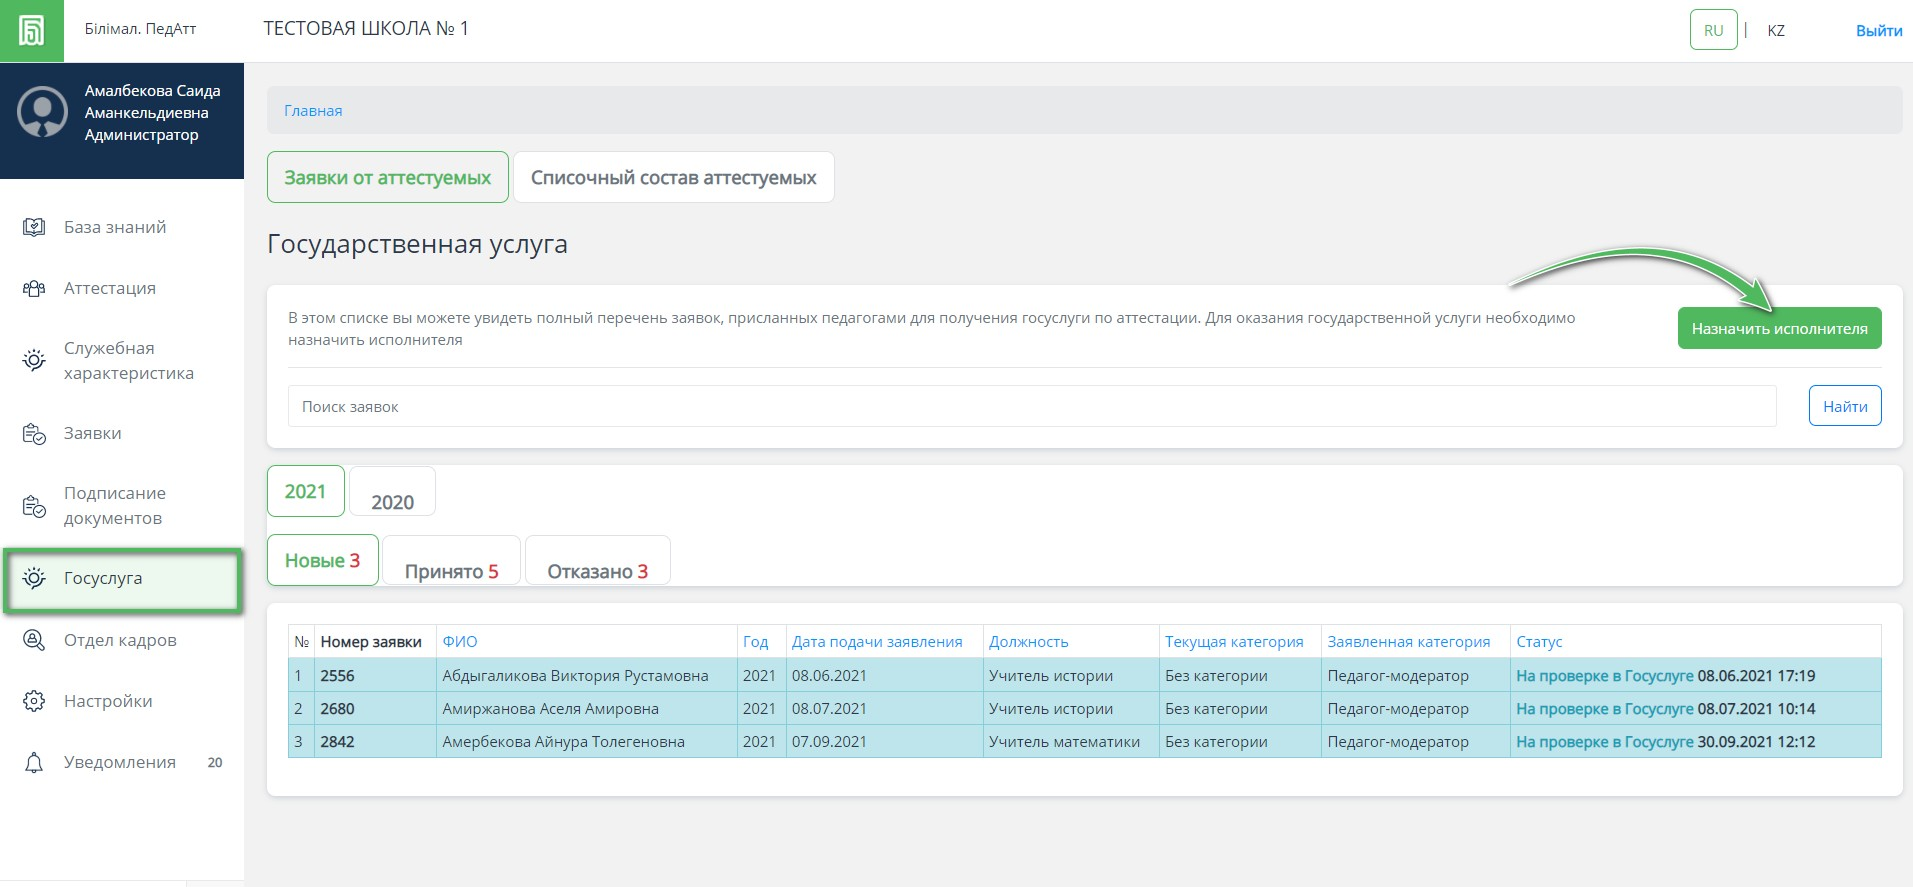 Білімал. ПедАтт
ТЕСТОВАЯ ШКОЛА № 1
RU | KZ
Выйти
Амалбекова Саида
Аманкельдиевна
Администратор
База знаний
Аттестация
Служебная
характеристика
Заявки
Подписание
документов
Госуслуга
Отдел кадров
Настройки
Уведомления 20
Главная
Заявки от аттестуемых
Списочный состав аттестуемых
Государственная услуга
В этом списке вы можете увидеть полный перечень заявок, присланных педагогами для получения госуслуги по аттестации. Для оказания государственной услуги необходимо
назначить исполнителя
Назначить исполнителя
Поиск заявок
Найти
2021
2020
Новые 3
Принято 5
Отказано 3
№ Номер заявки ФИО Год Дата подачи заявления Должность Текущая категория Заявленная категория Статус
1 2556 Абдыгаликова Виктория Рустамовна 2021 08.06.2021 Учитель истории Без категории Педагог-модератор На проверке в Госуслуге 08.06.2021 17:19
2 2680 Амиржанова Аселя Амировна 2021 08.07.2021 Учитель истории Без категории Педагог-модератор На проверке в Госуслуге 08.07.2021 10:14
3 2842 Амербекова Айнура Толегеновна 2021 07.09.2021 Учитель математики Без категории Педагог-модератор На проверке в Госуслуге 30.09.2021 12:12